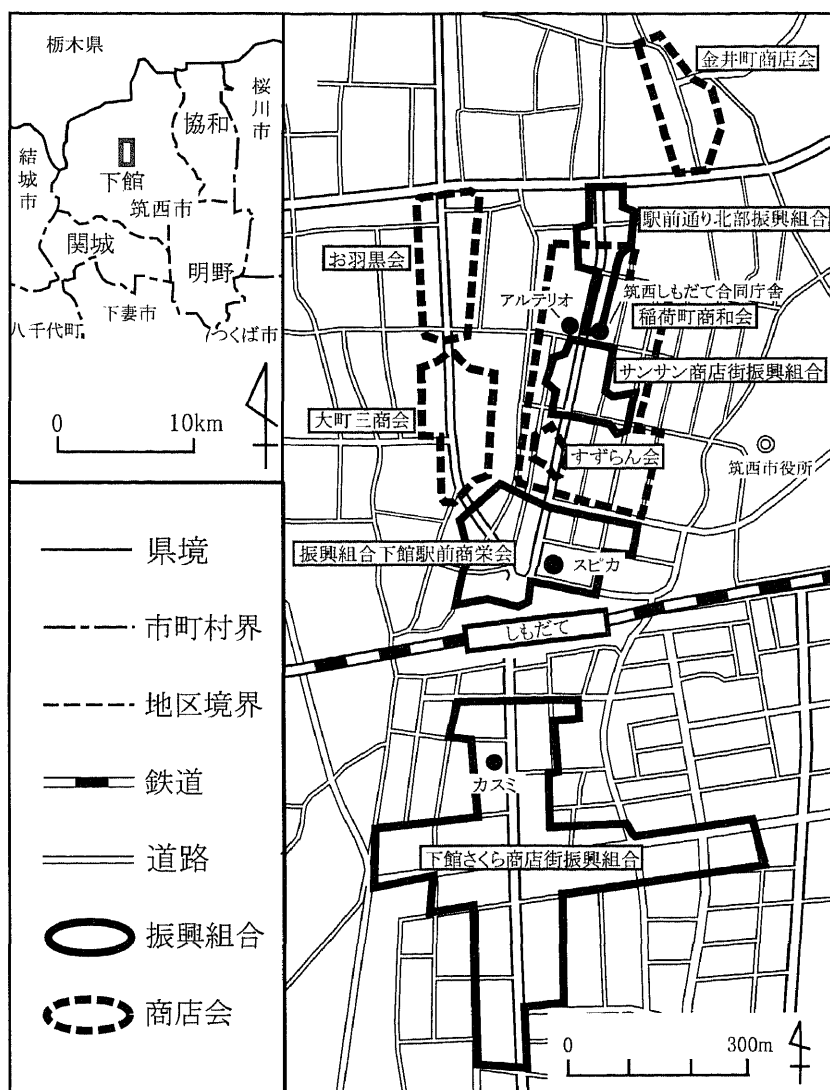 栃木県
桜川市
協和
結城市
下館
筑西市
関城
明野
下妻市
八千代町
つくば市
0 10km
県境
市町村界
地区境界
鉄道
道路
振興組合
商店会
金井町商店会
駅前通り北部振興組合
お羽黒会
アルテリオ
筑西しもだて合同庁舎
稲荷町商和会
サンサン商店街振興組合
大町三商会
すずらん会
筑西市役所
振興組合下館駅前商栄会
スピカ
しもだて
カスミ
下館さくら商店街振興組合
0 300m